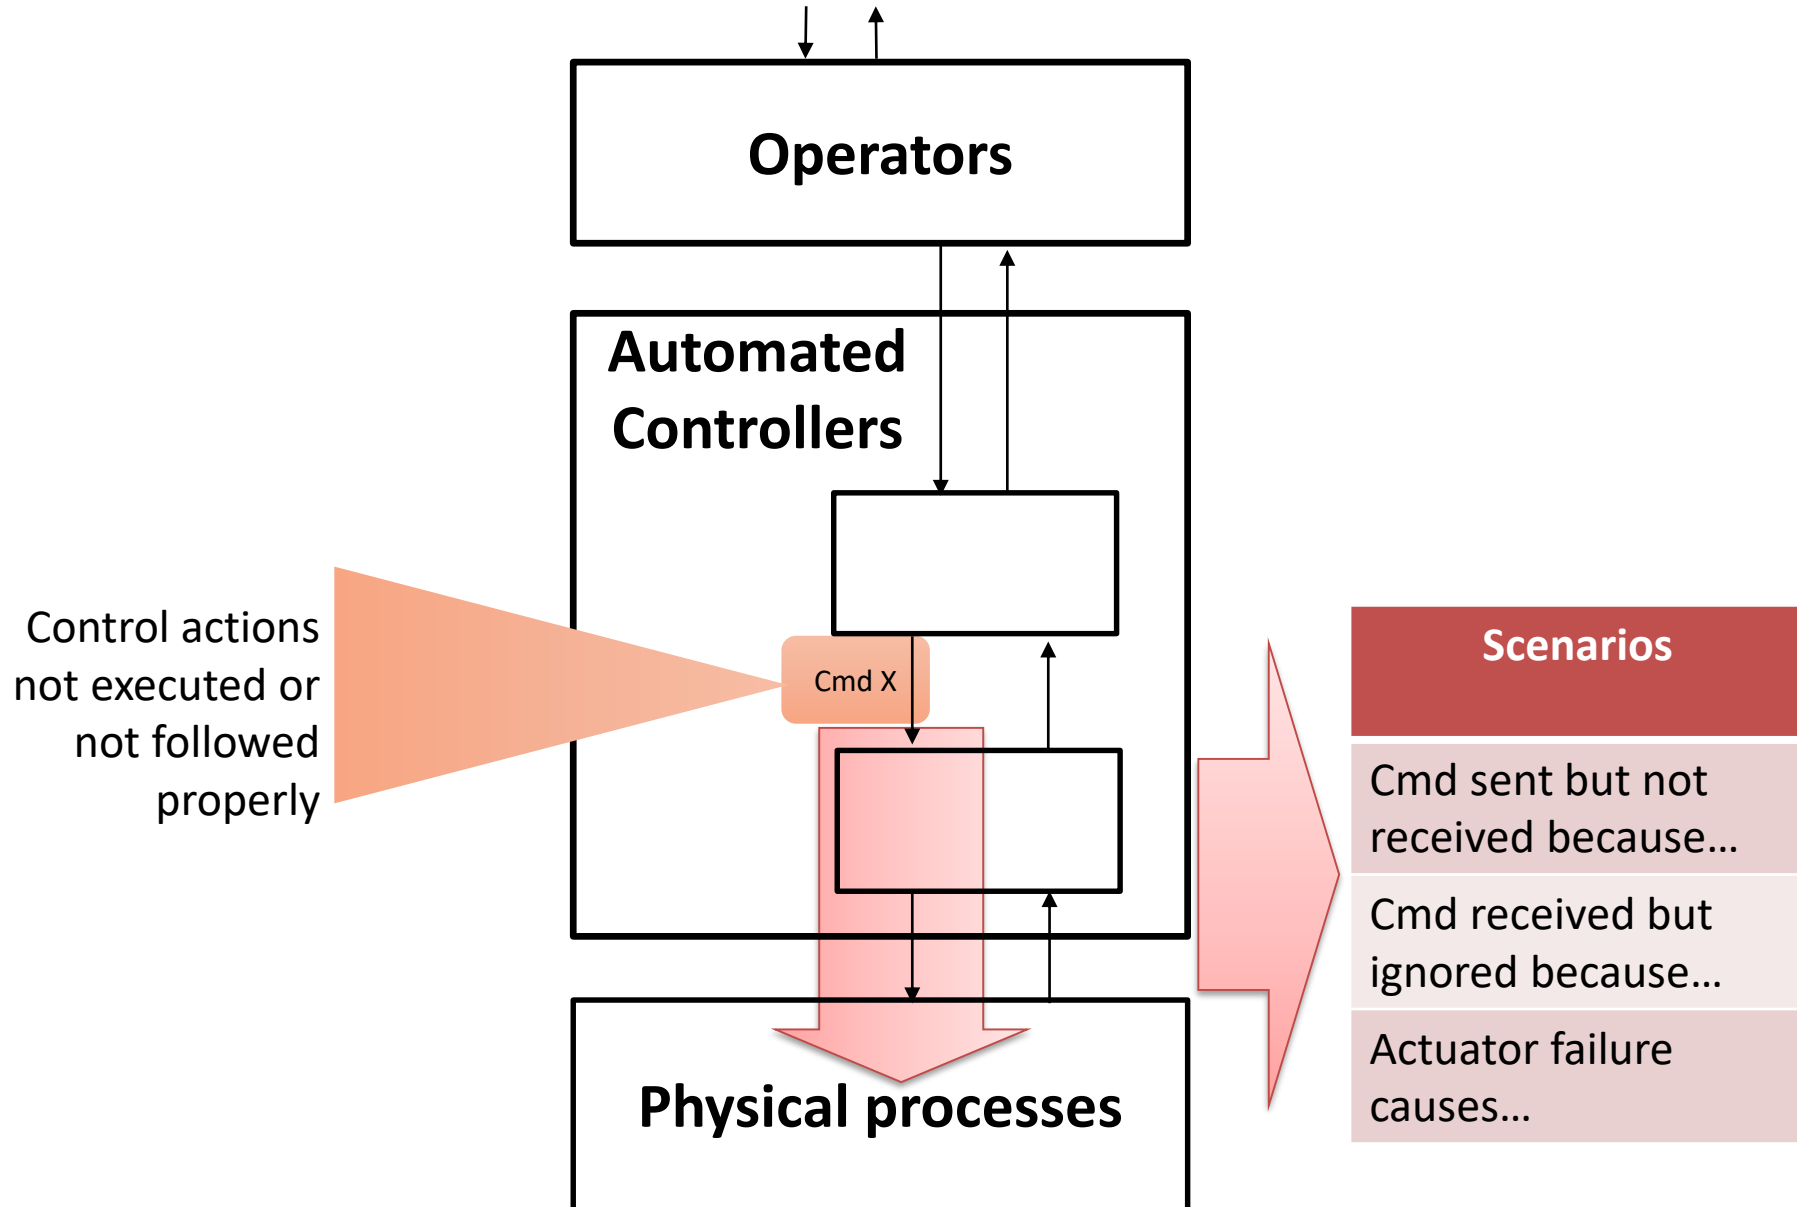 Operators
Automated
Controllers
Control actions
not executed or
not followed
properly
Cmd X
Scenarios
Cmd sent but not
received because…
Cmd received but
ignored because…
Actuator failure
causes…
Physical processes